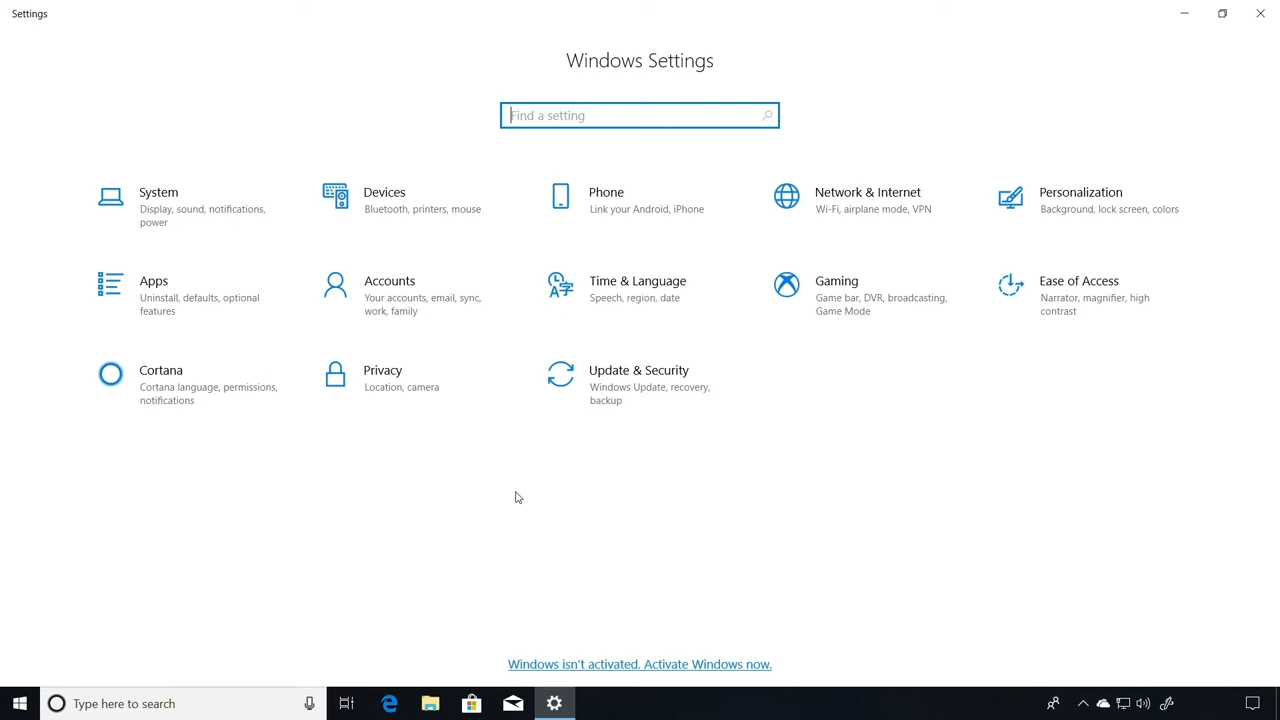 Settings
Windows Settings
Find a setting
System
Display, sound, notifications,
power
Devices
Bluetooth, printers, mouse
Phone
Link your Android, iPhone
Network & Internet
Wi-Fi, airplane mode, VPN
Personalization
Background, lock screen, colors
Apps
Uninstall, defaults, optional
features
Accounts
Your accounts, email, sync,
work, family
Time & Language
Speech, region, date
Gaming
Game bar, DVR, broadcasting,
Game Mode
Ease of Access
Narrator, magnifier, high
contrast
Cortana
Cortana language, permissions,
notifications
Privacy
Location, camera
Update & Security
Windows Update, recovery,
backup
Windows isn't activated. Activate Windows now.
Type here to search